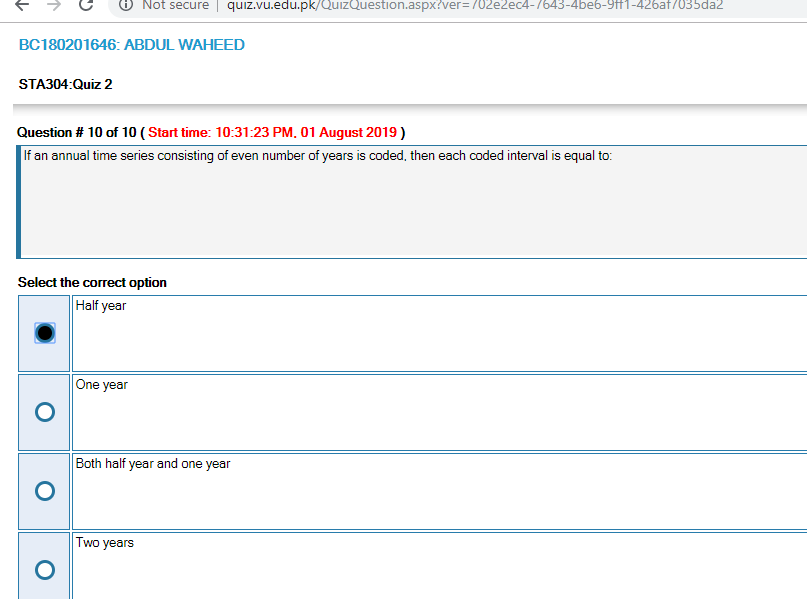 Not secure | quiz.vu.edu.pk/QuizQuestion.aspx?ver=702e2ec4-7643-4be6-9ff1-426af7035da2
BC180201646: ABDUL WAHEED
STA304:Quiz 2
Question # 10 of 10 ( Start time: 10:31:23 PM, 01 August 2019 )
If an annual time series consisting of even number of years is coded, then each coded interval is equal to:
Select the correct option
Half year
One year
Both half year and one year
Two years